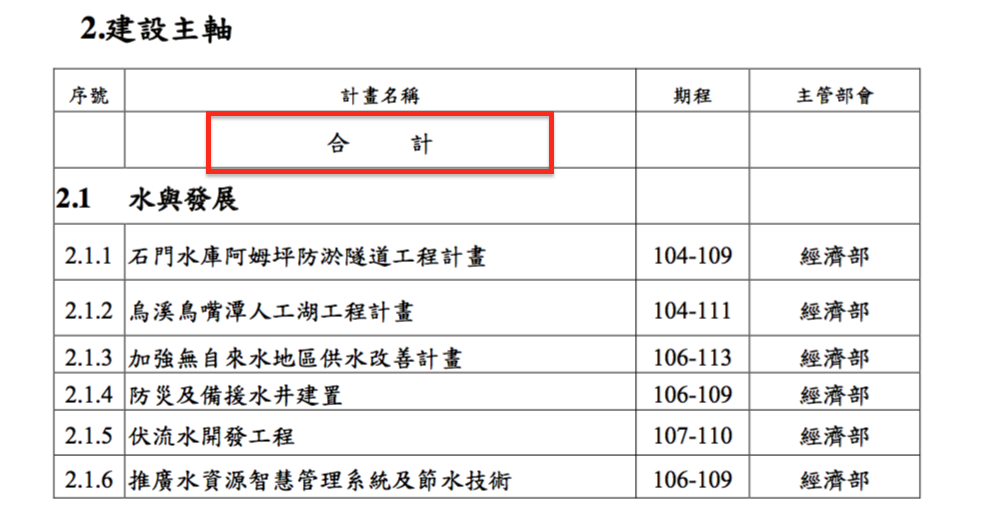 2.建設主軸
序號 計畫名稱 期程 主管部會
合 計
2.1 水與發展
2.1.1 石門水庫阿姆坪防淤隧道工程計畫 104-109 經濟部
2.1.2 烏溪鳥嘴潭人工湖工程計畫 104-111 經濟部
2.1.3 加強無自來水地區供水改善計畫 106-113 經濟部
2.1.4 防災及備援水井建置 106-109 經濟部
2.1.5 伏流水開發工程 107-110 經濟部
2.1.6 推廣水資源智慧管理系統及節水技術 106-109 經濟部